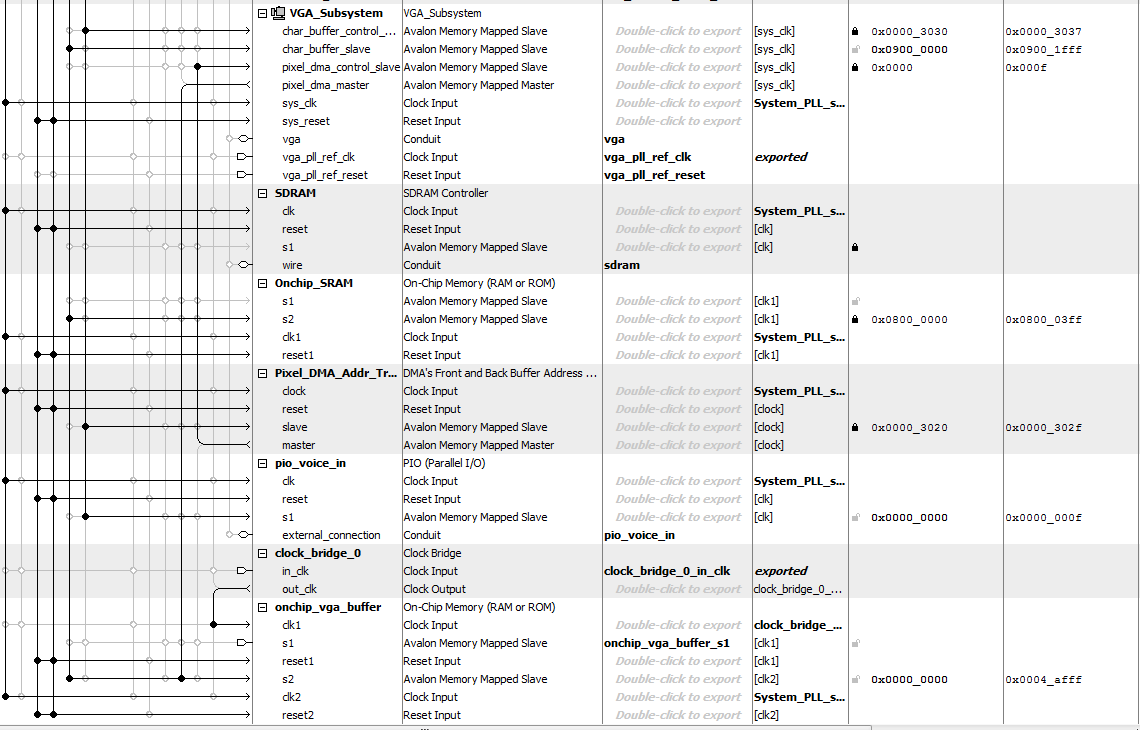 VGA_Subsystem VGA_Subsystem
char_buffer_control_... Avalon Memory Mapped Slave Double-click to export [sys_clk] 0x0000_3030 0x0000_3037
char_buffer_slave Avalon Memory Mapped Slave Double-click to export [sys_clk] 0x0900_0000 0x0900_1fff
pixel_dma_control_slave Avalon Memory Mapped Slave Double-click to export [sys_clk] 0x0000 0x000f
pixel_dma_master Avalon Memory Mapped Master Double-click to export [sys_clk]
sys_clk Clock Input Double-click to export System_PLL_s...
sys_reset Reset Input Double-click to export
vga Conduit vga
vga_pll_ref_clk Clock Input vga_pll_ref_clk exported
vga_pll_ref_reset Reset Input vga_pll_ref_reset
SDRAM SDRAM Controller
clk Clock Input Double-click to export System_PLL_s...
reset Reset Input Double-click to export [clk]
s1 Avalon Memory Mapped Slave Double-click to export [clk]
wire Conduit sdram
Onchip_SRAM On-Chip Memory (RAM or ROM)
s1 Avalon Memory Mapped Slave Double-click to export [clk1]
s2 Avalon Memory Mapped Slave Double-click to export [clk1] 0x0800_0000 0x0800_03ff
clk1 Clock Input Double-click to export System_PLL_s...
reset1 Reset Input Double-click to export [clk1]
Pixel_DMA_Addr_Tr... DMA's Front and Back Buffer Address ...
clock Clock Input Double-click to export System_PLL_s...
reset Reset Input Double-click to export [clock]
slave Avalon Memory Mapped Slave Double-click to export [clock] 0x0000_3020 0x0000_302f
master Avalon Memory Mapped Master Double-click to export [clock]
pio_voice_in PIO (Parallel I/O)
clk Clock Input Double-click to export System_PLL_s...
reset Reset Input Double-click to export [clk]
s1 Avalon Memory Mapped Slave Double-click to export [clk] 0x0000_0000 0x0000_000f
external_connection Conduit pio_voice_in
clock_bridge_0 Clock Bridge
in_clk Clock Input clock_bridge_0_in_clk exported
out_clk Clock Output Double-click to export clock_bridge_0_...
onchip_vga_buffer On-Chip Memory (RAM or ROM)
clk1 Clock Input Double-click to export clock_bridge_...
s1 Avalon Memory Mapped Slave onchip_vga_buffer_s1 [clk1]
reset1 Reset Input Double-click to export [clk1]
s2 Avalon Memory Mapped Slave Double-click to export [clk2] 0x0000_0000 0x0004_afff
clk2 Clock Input Double-click to export System_PLL_s...
reset2 Reset Input Double-click to export [clk2]